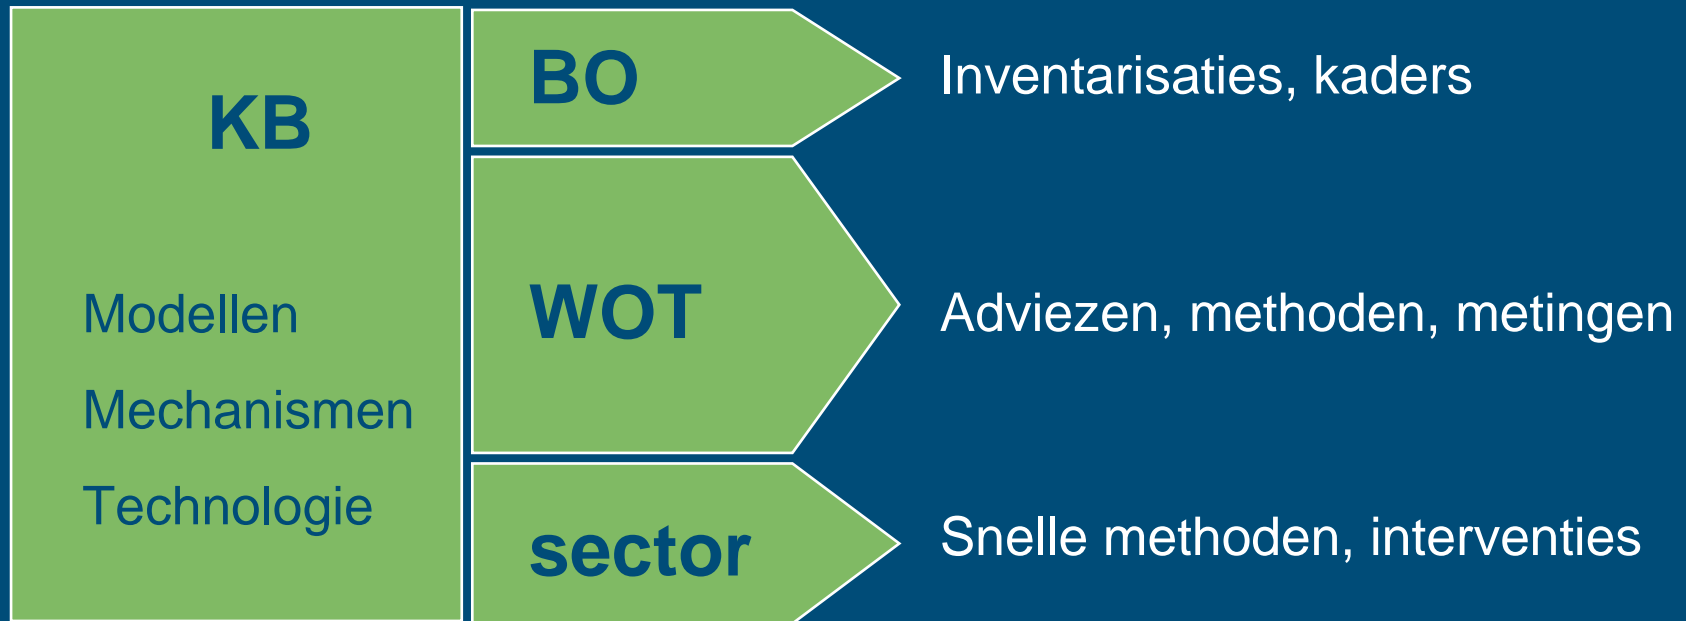 KB
Modellen
Mechanismen
Technologie
BO
Inventarisaties, kaders
WOT
Adviezen, methoden, metingen
sector
Snelle methoden, interventies